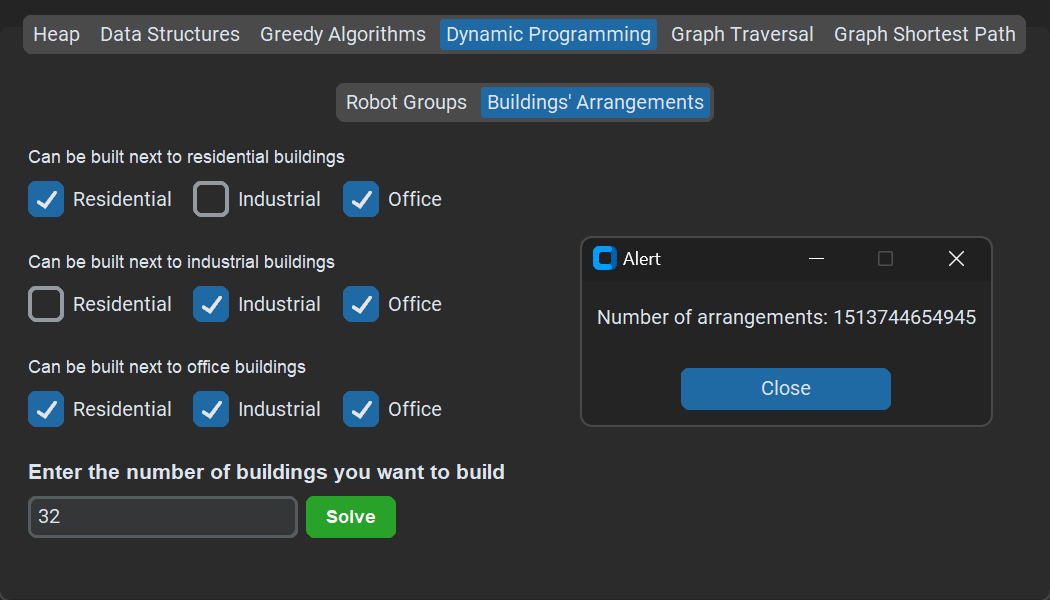 Heap Data Structures Greedy Algorithms Dynamic Programming Graph Traversal Graph Shortest Path
Robot Groups Buildings' Arrangements
Can be built next to residential buildings
Residential Industrial Office
Can be built next to industrial buildings
Residential Industrial Office
Can be built next to office buildings
Residential Industrial Office
Enter the number of buildings you want to build
32 Solve
Alert
Number of arrangements: 1513744654945
Close